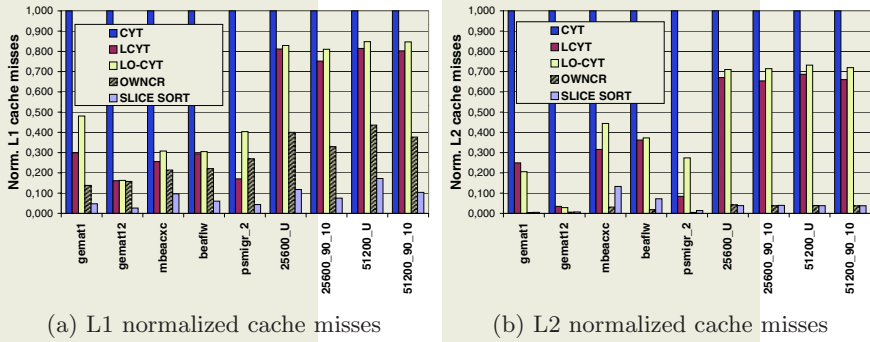 Norm. L1 cache misses
1,000
0,900
0,800
0,700
0,600
0,500
0,400
0,300
0,200
0,100
0,000
CYT
LCYT
LO-CYT
OWNCR
SLICE SORT
gemat1
gemat12
mbeacxc
beaflw
psmigr_2
25600_U
25600_90_10
51200_U
51200_90_10
(a) L1 normalized cache misses
Norm. L2 cache misses
1,000
0,900
0,800
0,700
0,600
0,500
0,400
0,300
0,200
0,100
0,000
CYT
LCYT
LO-CYT
OWNCR
SLICE SORT
gemat1
gemat12
mbeacxc
beaflw
psmigr_2
25600_U
25600_90_10
51200_U
51200_90_10
(b) L2 normalized cache misses